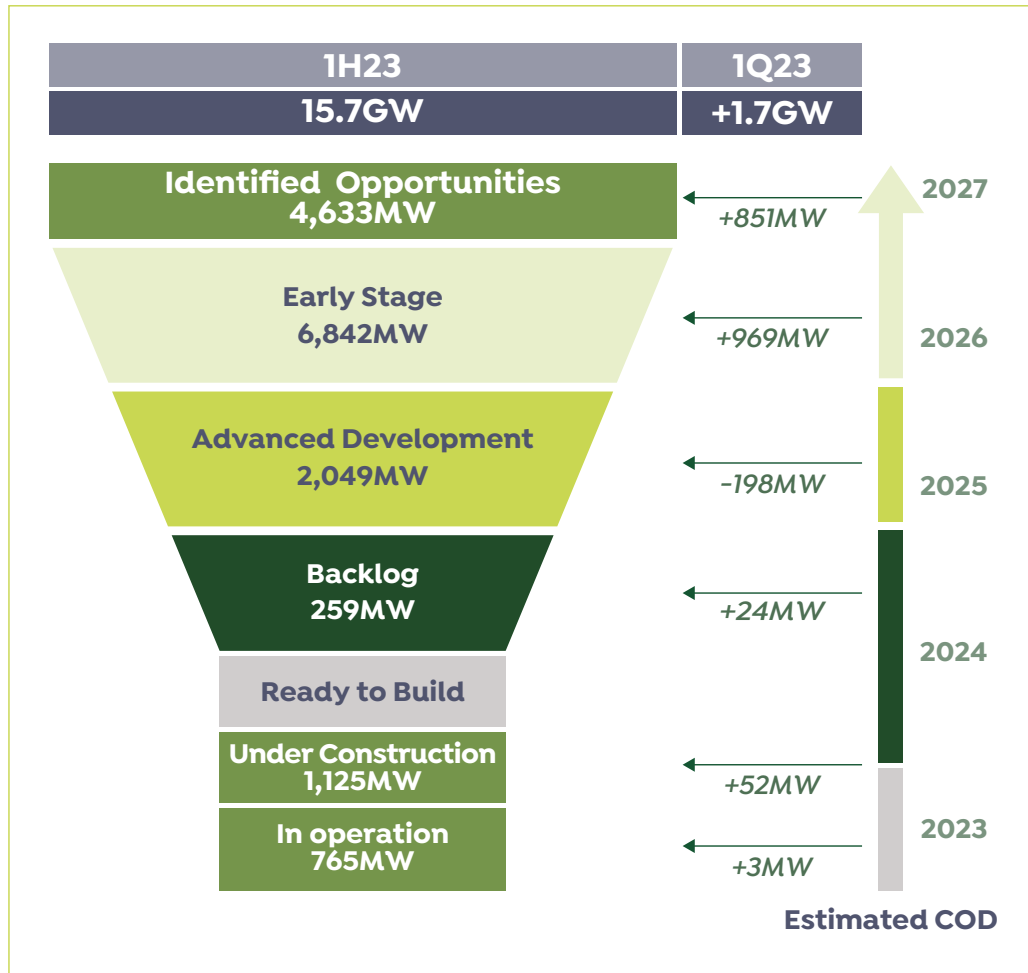 1H23
1Q23
15.7GW
+1.7GW
Identified Opportunities
4,633MW
+851MW
2027
Early Stage
6,842MW
+969MW
2026
Advanced Development
2,049MW
-198MW
2025
Backlog
259MW
+24MW
2024
Ready to Build
Under Construction
1,125MW
+52MW
In operation
765MW
+3MW
2023
Estimated COD